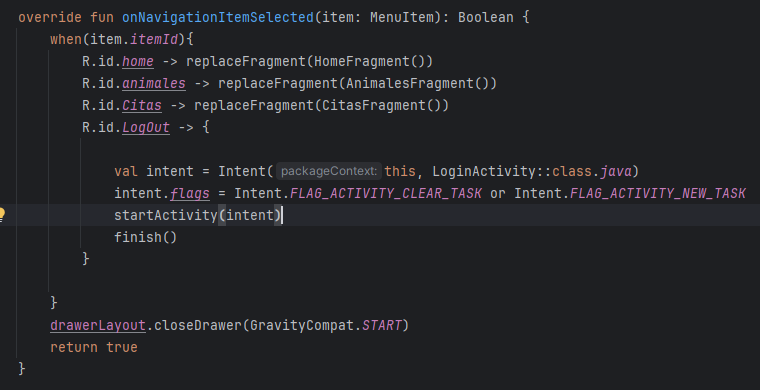 override fun onNavigationItemSelected(item: MenuItem): Boolean {
    when(item.itemId){
        R.id.home -> replaceFragment(HomeFragment())
        R.id.animales -> replaceFragment(AnimalesFragment())
        R.id.Citas -> replaceFragment(CitasFragment())
        R.id.LogOut -> {
            val intent = Intent( packageContext: this, LoginActivity::class.java)
            intent.flags = Intent.FLAG_ACTIVITY_CLEAR_TASK or Intent.FLAG_ACTIVITY_NEW_TASK
            startActivity(intent)
            finish()
        }
    }
    drawerLayout.closeDrawer(GravityCompat.START)
    return true
}